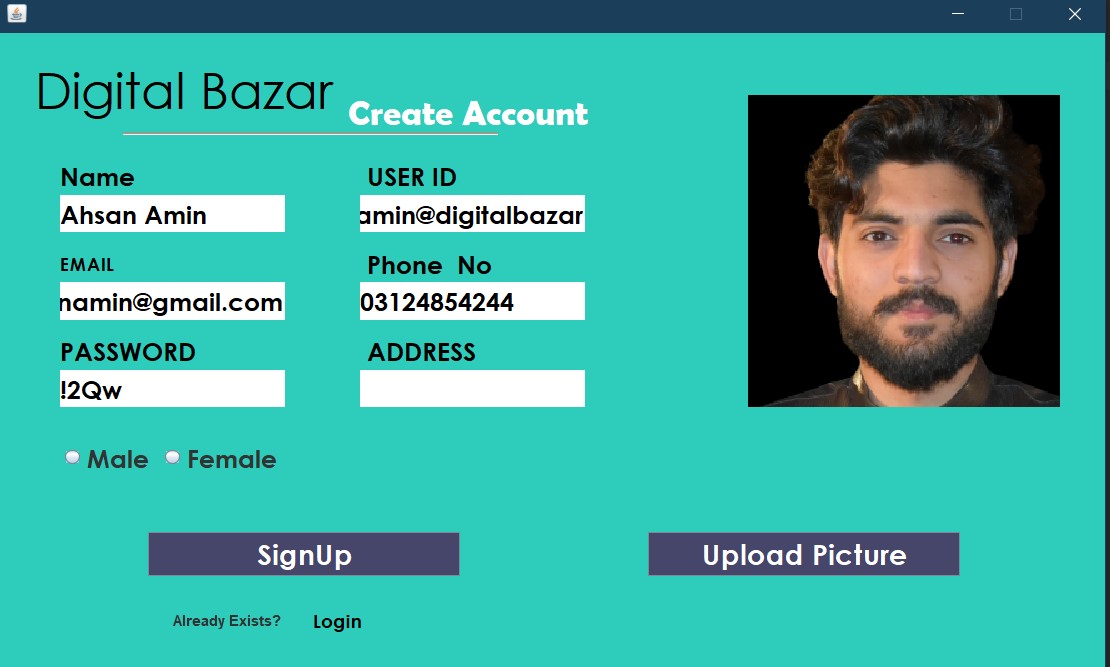 Digital Bazar
Create Account
Name
USER ID
Ahsan Amin
amin@digitalbazar
EMAIL
Phone No
namin@gmail.com
03124854244
PASSWORD
ADDRESS
!2Qw
Male
Female
SignUp
Upload Picture
Already Exists?
Login